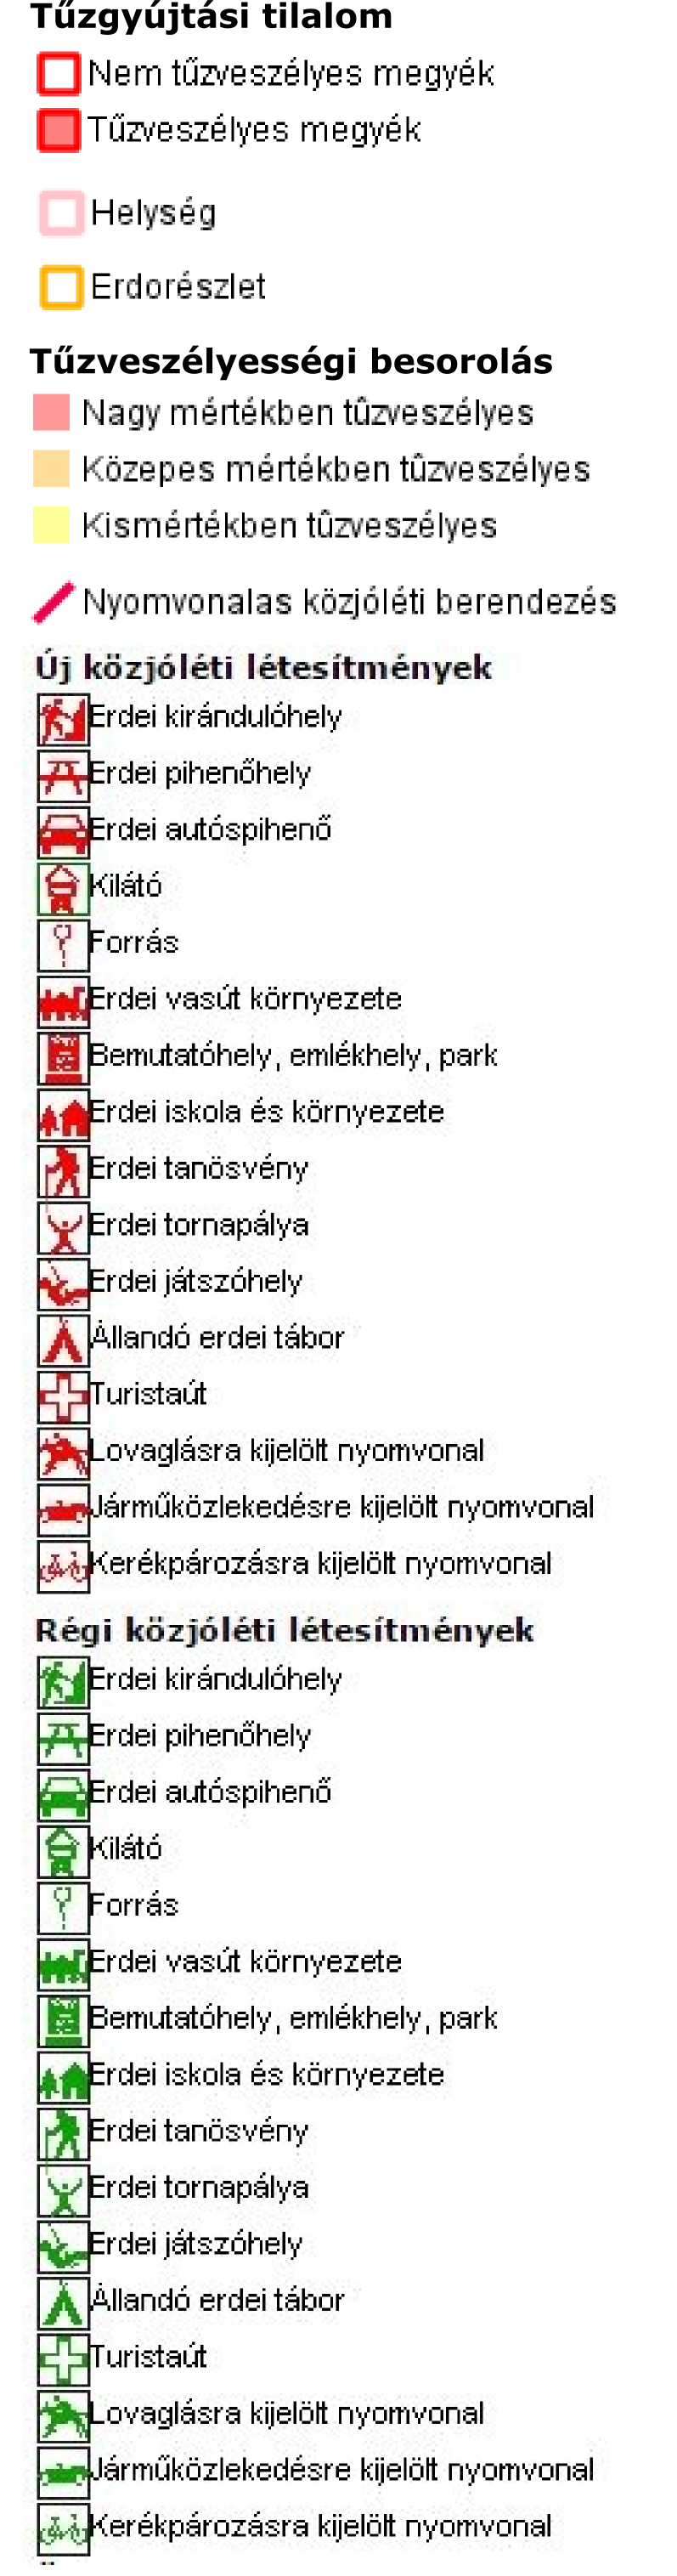 Tűzgyújtási tilalom
Nem tűzveszélyes megyék
Tűzveszélyes megyék
Helység
Erdorészlet
Tűzveszélyességi besorolás
Nagy mértékben tûzveszélyes
Közepes mértékben tûzveszélyes
Kismértékben tûzveszélyes
Nyomvonalas közjóléti berendezés
Új közjóléti létesítmények
Erdei kirándulóhely
Erdei pihenőhely
Erdei autóspihenő
Kilátó
Forrás
Erdei vasút környezete
Bemutatóhely, emlékhely, park
Erdei iskola és környezete
Erdei tanösvény
Erdei tornapálya
Erdei játszóhely
Állandó erdei tábor
Turistaút
Lovaglásra kijelölt nyomvonal
Járműközlekedésre kijelölt nyomvonal
Kerékpározásra kijelölt nyomvonal
Régi közjóléti létesítmények
Erdei kirándulóhely
Erdei pihenőhely
Erdei autóspihenő
Kilátó
Forrás
Erdei vasút környezete
Bemutatóhely, emlékhely, park
Erdei iskola és környezete
Erdei tanösvény
Erdei tornapálya
Erdei játszóhely
Állandó erdei tábor
Turistaút
Lovaglásra kijelölt nyomvonal
Járműközlekedésre kijelölt nyomvonal
Kerékpározásra kijelölt nyomvonal